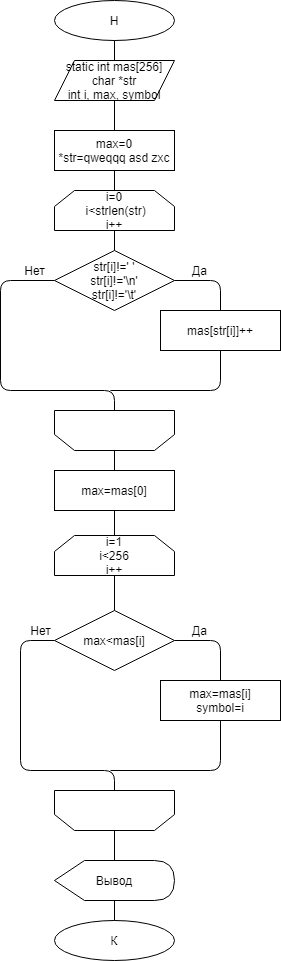 Н
static int mas[256]
char *str
int i, max, symbol
max=0
*str=qweqqq asd zxc
i=0
i<strlen(str)
i++
Нет
str[i]!=' '
str[i]!='\n'
str[i]!='\t'
Да
mas[str[i]]++
max=mas[0]
i=1
i<256
i++
Нет
max<mas[i]
Да
max=mas[i]
symbol=i
Вывод
К